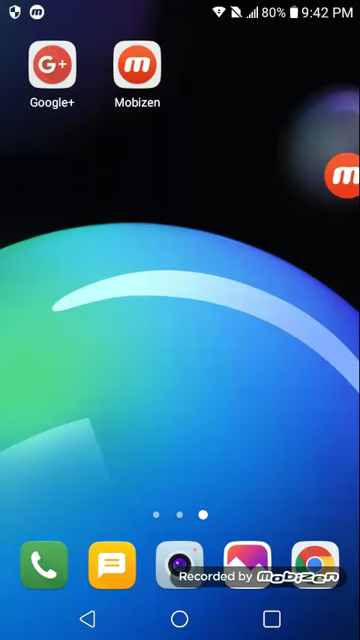 80% 9:42 PM
G+ m
Google+ Mobizen
m
Recorded by mobizen